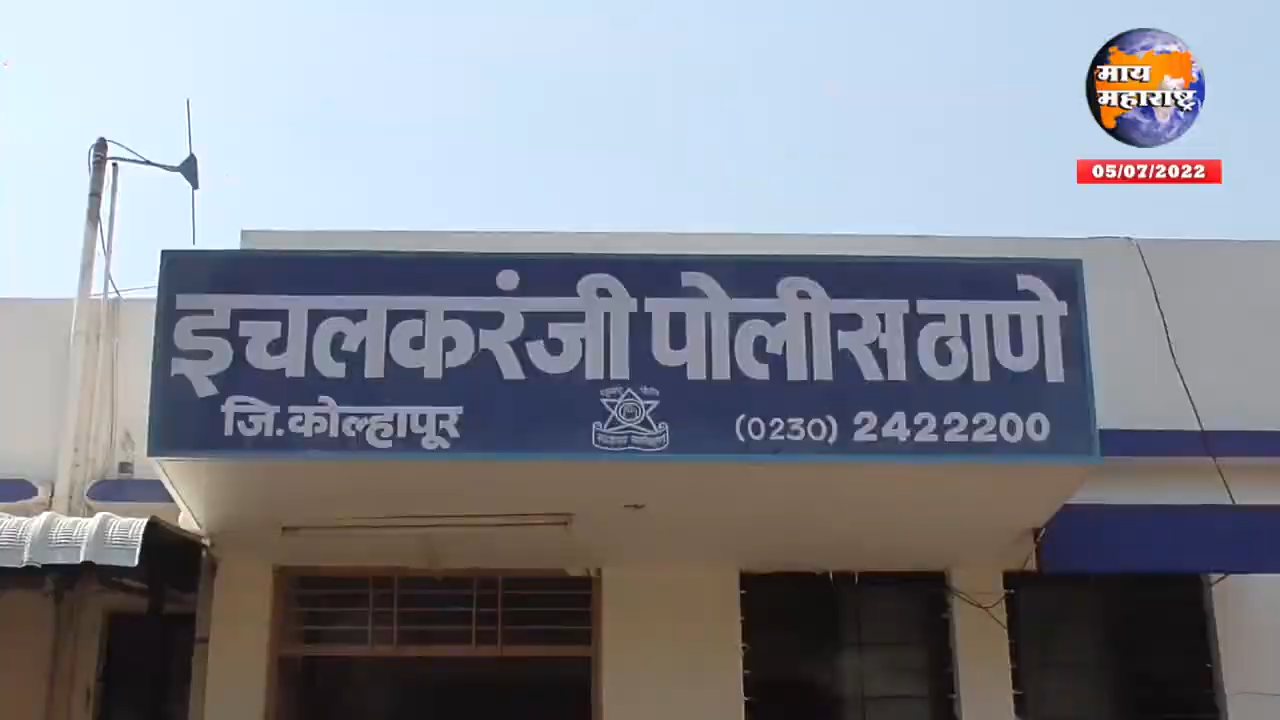 माय
महाराष्ट्र
05/07/2022
इचलकरंजी पोलीस ठाणे
जि.कोल्हापूर
(0230) 2422200